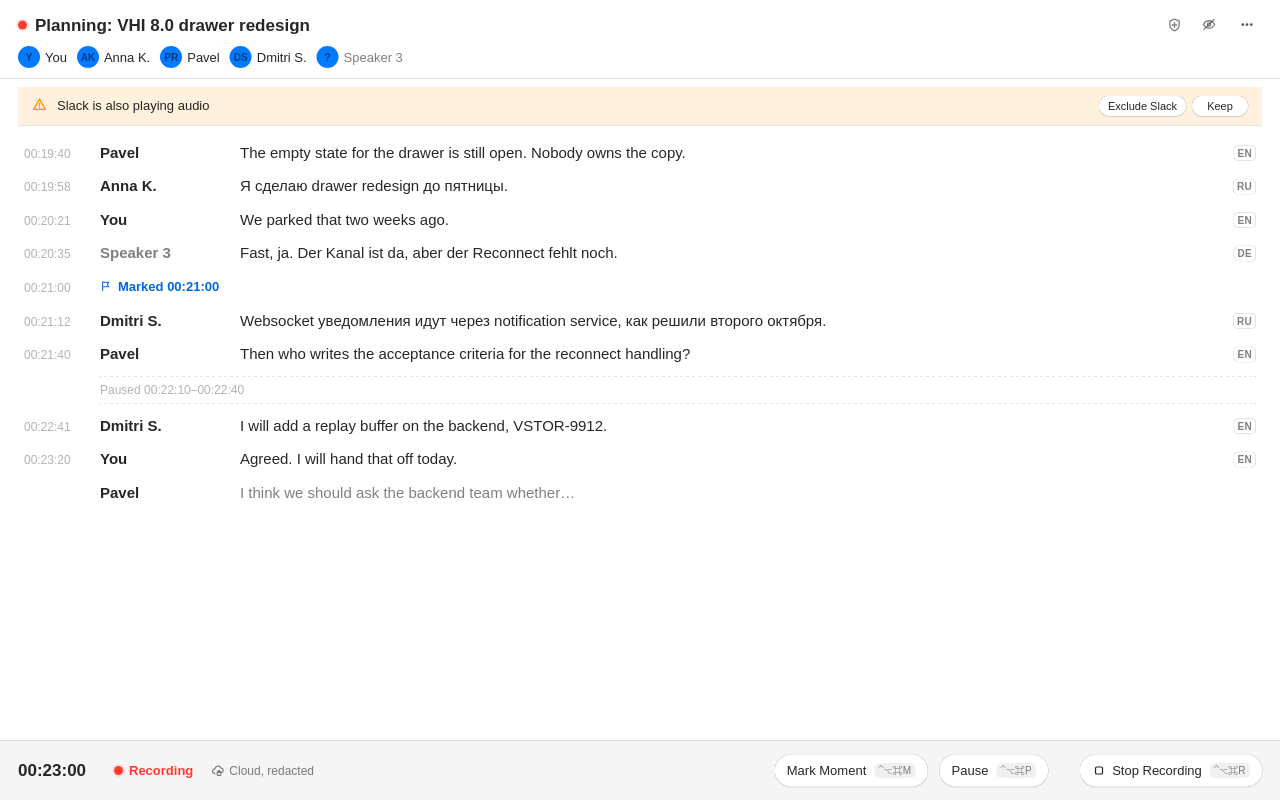 Planning: VHI 8.0 drawer redesign
Y You AK Anna K. PR Pavel DS Dmitri S. ? Speaker 3
Slack is also playing audio Exclude Slack Keep
00:19:40 Pavel The empty state for the drawer is still open. Nobody owns the copy. EN
00:19:58 Anna K. Я сделаю drawer redesign до пятницы. RU
00:20:21 You We parked that two weeks ago. EN
00:20:35 Speaker 3 Fast, ja. Der Kanal ist da, aber der Reconnect fehlt noch. DE
00:21:00 Marked 00:21:00
00:21:12 Dmitri S. Websocket уведомления идут через notification service, как решили второго октября. RU
00:21:40 Pavel Then who writes the acceptance criteria for the reconnect handling? EN
Paused 00:22:10–00:22:40
00:22:41 Dmitri S. I will add a replay buffer on the backend, VSTOR-9912. EN
00:23:20 You Agreed. I will hand that off today. EN
Pavel I think we should ask the backend team whether…
00:23:00 Recording Cloud, redacted Mark Moment ⌃⌥⌘M Pause ⌃⌥⌘P Stop Recording ⌃⌥⌘R